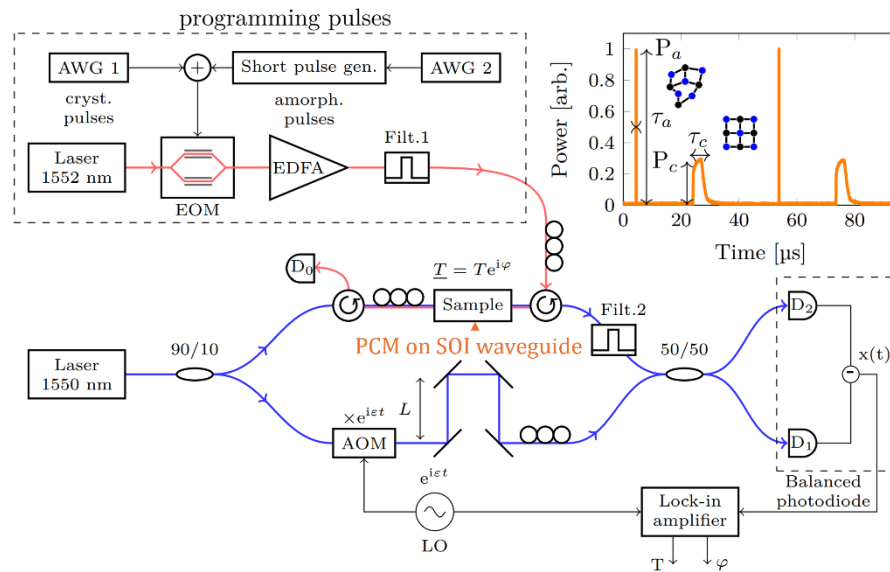 programming pulses
AWG 1
+
Short pulse gen.
AWG 2
cryst.
pulses
amorph.
pulses
Laser
1552 nm
EOM
EDFA
Filt.1
Power [arb.]
1
0.8
0.6
0.4
0.2
0
0
20
40
60
80
Time [µs]
P_a
τ_a
P_c
τ_c
D_0
T = Te^{iφ}
Sample
PCM on SOI waveguide
Filt.2
Laser
1550 nm
90/10
50/50
×e^{iεt}
AOM
L
e^{iεt}
LO
D_2
x(t)
-
D_1
Balanced
photodiode
Lock-in
amplifier
T
φ